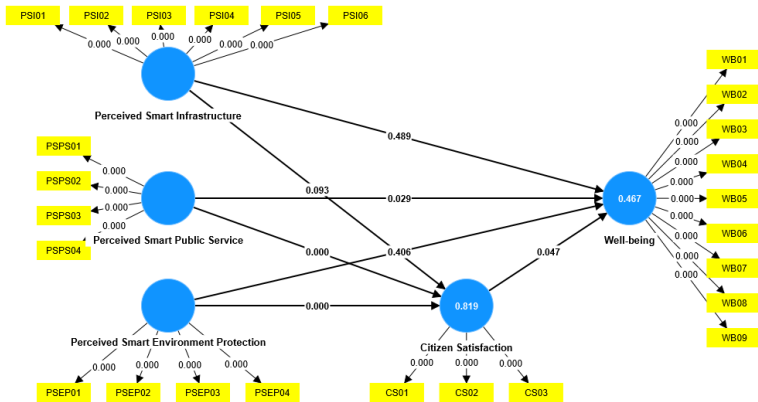 PSI01 PSI02 PSI03 PSI04 PSI05 PSI06
0.000 0.000 0.000 0.000 0.000 0.000
Perceived Smart Infrastructure
PSPS01
PSPS02
PSPS03
PSPS04
0.000
0.000
0.000
0.000
Perceived Smart Public Service
Perceived Smart Environment Protection
0.000 0.000 0.000 0.000
PSEP01 PSEP02 PSEP03 PSEP04
0.489
0.093
0.029
0.000
0.406
0.000
0.047
0.819
Citizen Satisfaction
0.000 0.000 0.000
CS01 CS02 CS03
0.467
Well-being
0.000
0.000
0.000
0.000
0.000
0.000
0.000
0.000
0.000
WB01
WB02
WB03
WB04
WB05
WB06
WB07
WB08
WB09